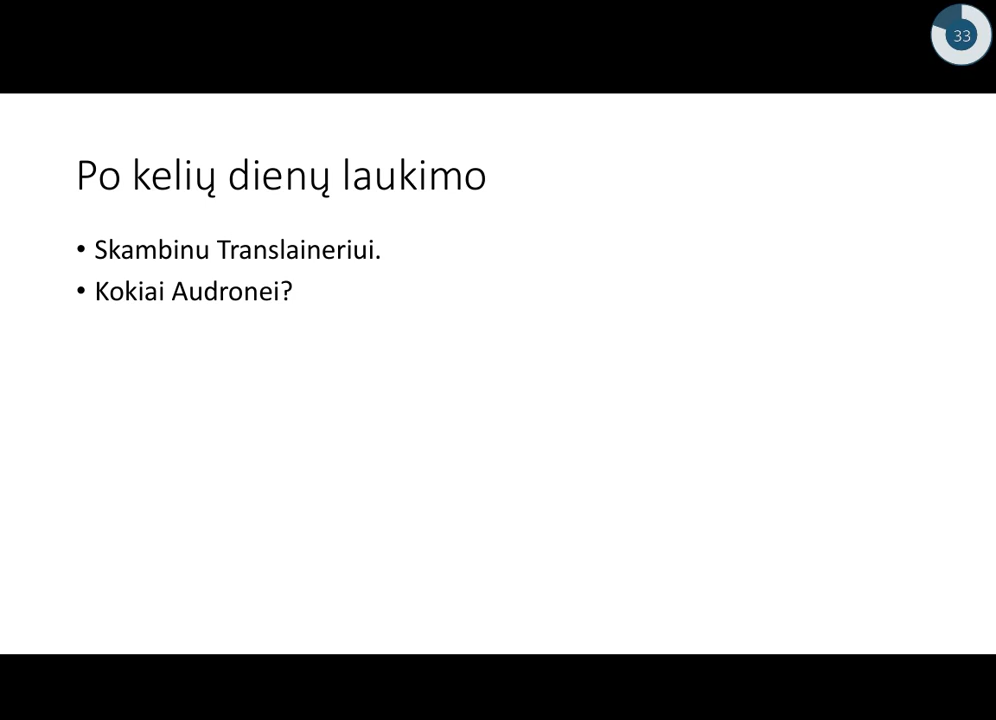 33
Po kelių dienų laukimo
• Skambinu Translaineriui.
• Kokiai Audronei?